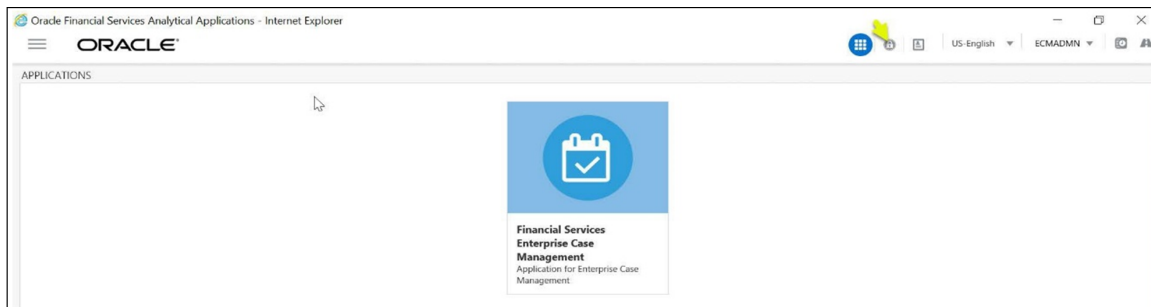 Oracle Financial Services Analytical Applications - Internet Explorer
ORACLE®
US-English
ECMADMN
APPLICATIONS
Financial Services
Enterprise Case
Management
Application for Enterprise Case
Management